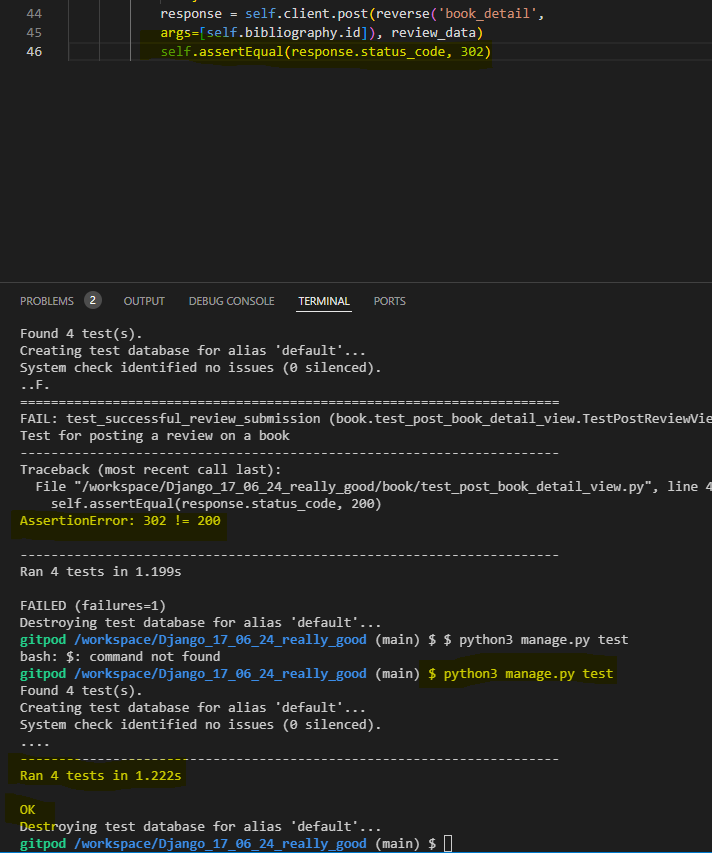 44 response = self.client.post(reverse('book_detail',
45 args=[self.bibliography.id]), review_data)
46 self.assertEqual(response.status_code, 302)
PROBLEMS 2 OUTPUT DEBUG CONSOLE TERMINAL PORTS
Found 4 test(s).
Creating test database for alias 'default'...
System check identified no issues (0 silenced).
..F.
======================================================================
FAIL: test_successful_review_submission (book.test_post_book_detail_view.TestPostReviewVie
Test for posting a review on a book
----------------------------------------------------------------------
Traceback (most recent call last):
File "/workspace/Django_17_06_24_really_good/book/test_post_book_detail_view.py", line 4
self.assertEqual(response.status_code, 200)
AssertionError: 302 != 200
----------------------------------------------------------------------
Ran 4 tests in 1.199s
FAILED (failures=1)
Destroying test database for alias 'default'...
gitpod /workspace/Django_17_06_24_really_good (main) $ $ python3 manage.py test
bash: $: command not found
gitpod /workspace/Django_17_06_24_really_good (main) $ python3 manage.py test
Found 4 test(s).
Creating test database for alias 'default'...
System check identified no issues (0 silenced).
....
----------------------------------------------------------------------
Ran 4 tests in 1.222s
OK
Destroying test database for alias 'default'...
gitpod /workspace/Django_17_06_24_really_good (main) $